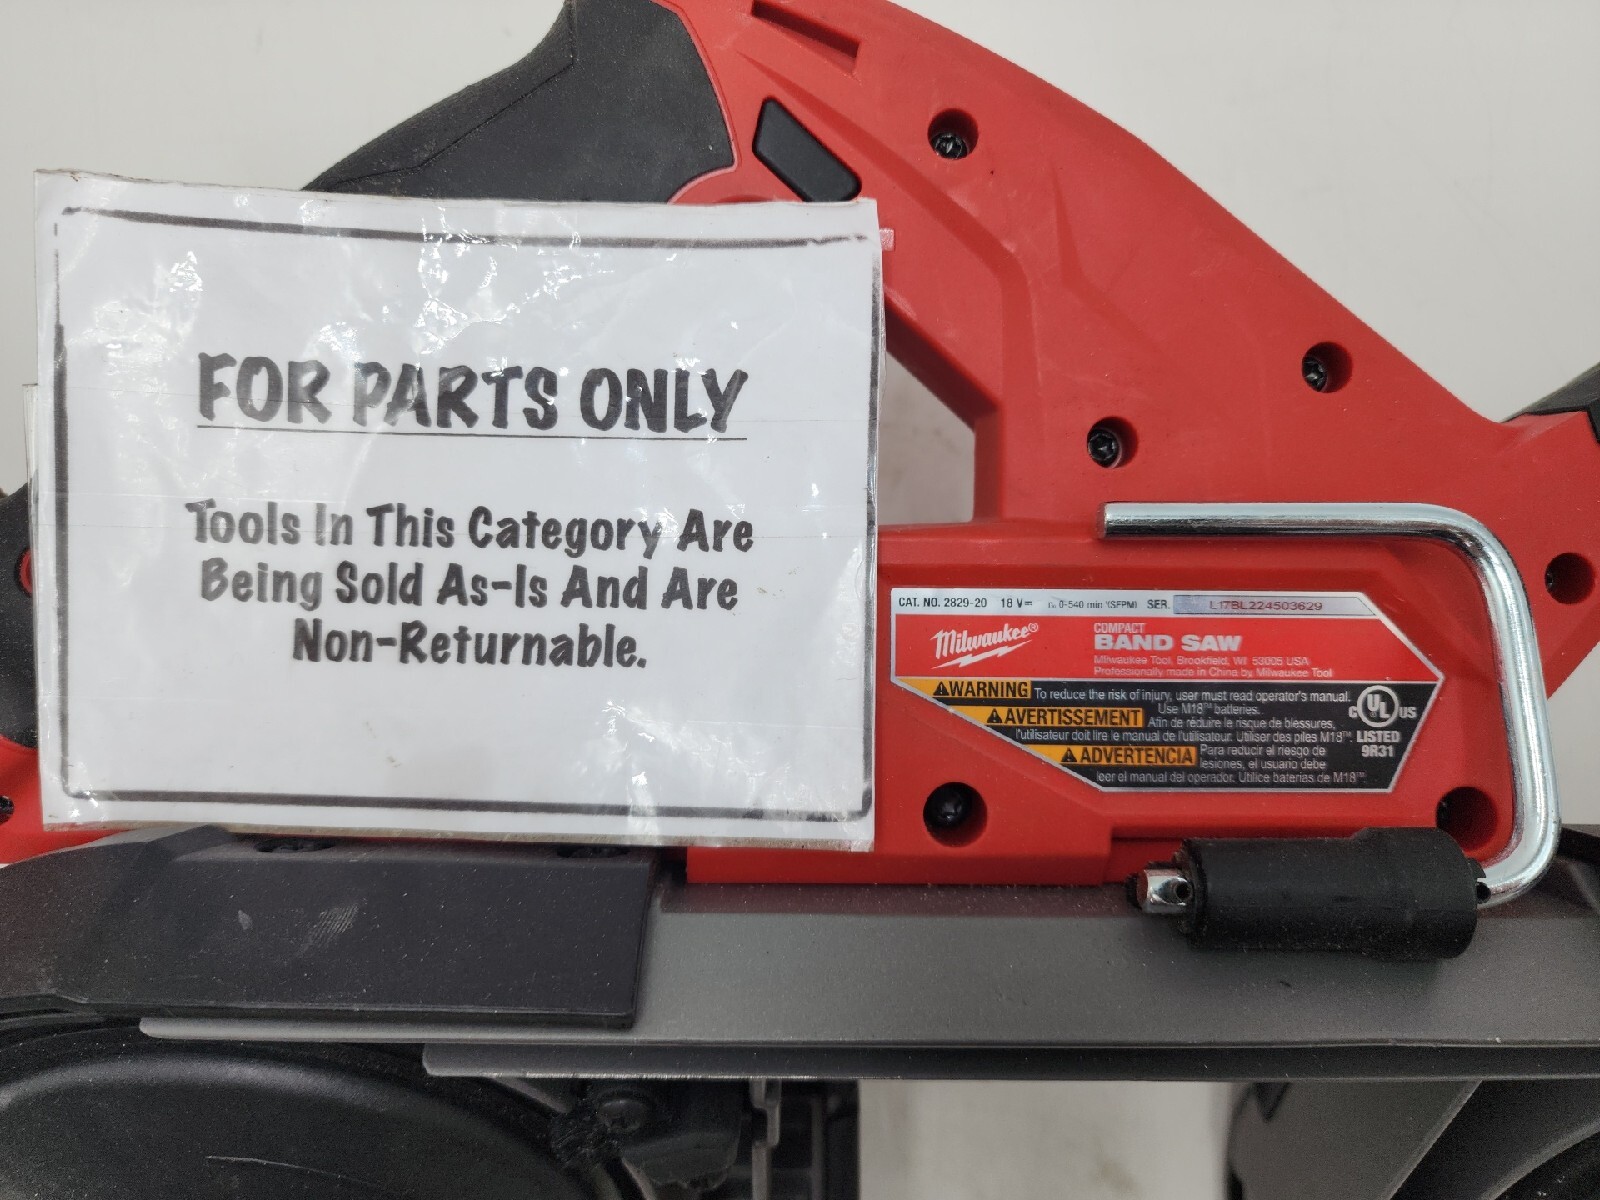 FOR PARTS ONLY
Tools In This Category Are
Being Sold As-Is And Are
Non-Returnable.
CAT. NO. 2829-20 18 V⎓ 0-540 min⁻¹(SFPM) SER. L17BL224503629
Milwaukee®
COMPACT
BAND SAW
Milwaukee Tool, Brookfield, WI 53005 USA
Professionally made in China by Milwaukee Tool
⚠WARNING To reduce the risk of injury, user must read operator's manual.
Use M18™ batteries.
⚠AVERTISSEMENT Afin de réduire le risque de blessures,
l'utilisateur doit lire le manuel de l'utilisateur. Utiliser des piles M18™.
⚠ADVERTENCIA Para reducir el riesgo de
lesiones, el usuario debe
leer el manual del operador. Utilice baterías de M18™.
c UL US
LISTED
9R31